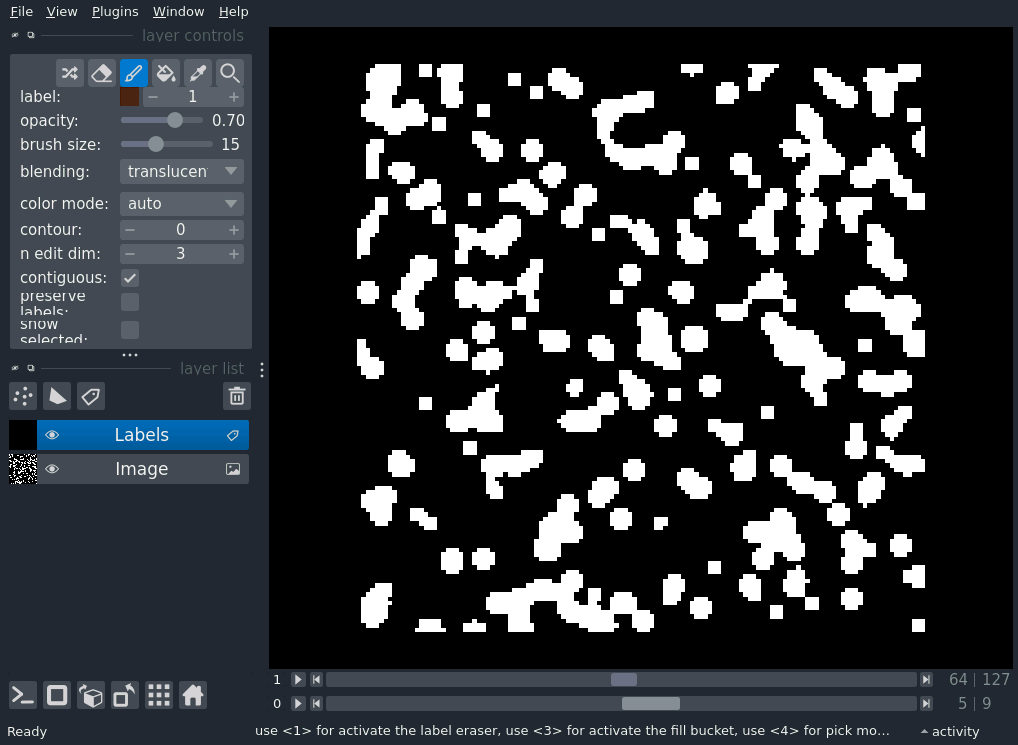 File View Plugins Window Help
layer controls
label: 1
opacity: 0.70
brush size: 15
blending: translucen
color mode: auto
contour: 0
n edit dim: 3
contiguous:
preserve
labels:
show
selected:
layer list
Labels
Image
1 64 | 127
0 5 | 9
Ready use <1> for activate the label eraser, use <3> for activate the fill bucket, use <4> for pick mo... activity